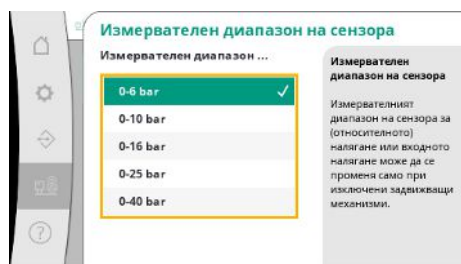 Измервателен диапазон на сензора
Измервателен диапазон ...
0-6 bar
0-10 bar
0-16 bar
0-25 bar
0-40 bar
Измервателен
диапазон на сензора
Измервателният
диапазон на сензора за
(относителното)
налягане или входното
налягане може да се
променя само при
изключени задвижващи
механизми.
?